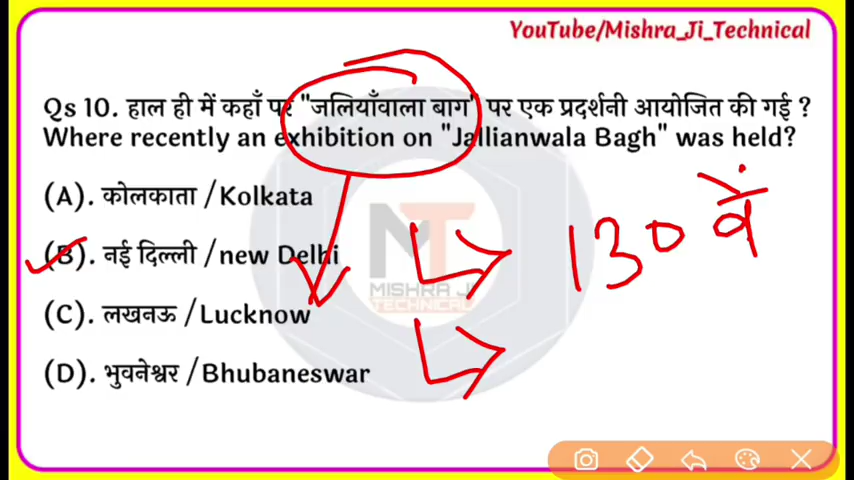 YouTube/Mishra_Ji_Technical
Qs 10. हाल ही में कहाँ पर "जलियाँवाला बाग" पर एक प्रदर्शनी आयोजित की गई ?
Where recently an exhibition on "Jallianwala Bagh" was held?
(A). कोलकाता /Kolkata
(B). नई दिल्ली /new Delhi
(C). लखनऊ /Lucknow
(D). भुवनेश्वर /Bhubaneswar
130 वें
MT
MISHRA JI
TECHNICAL